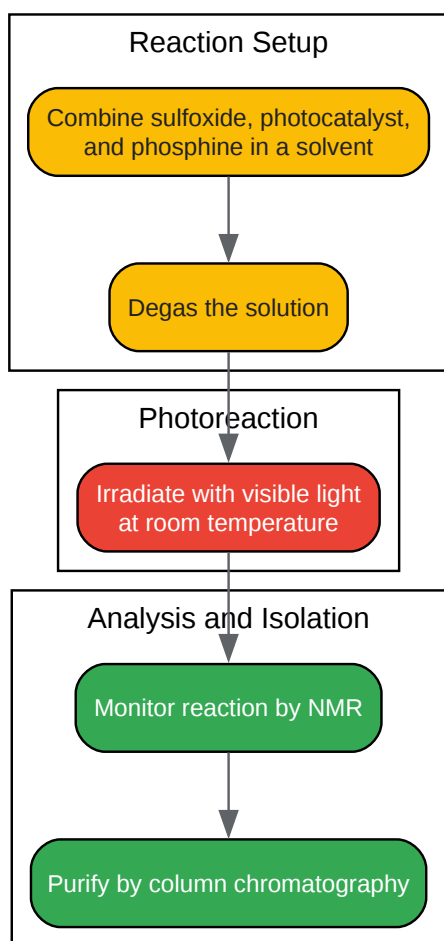 Reaction Setup
Combine sulfoxide, photocatalyst,
and phosphine in a solvent
Degas the solution
Photoreaction
Irradiate with visible light
at room temperature
Analysis and Isolation
Monitor reaction by NMR
Purify by column chromatography